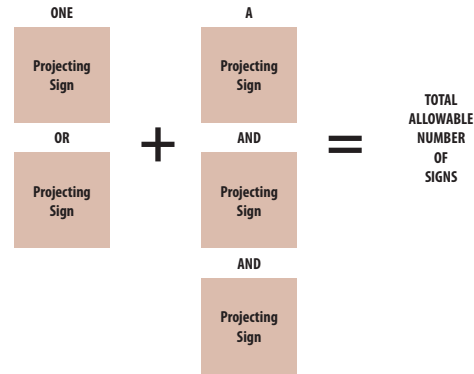 ONE
Projecting
Sign
OR
Projecting
Sign
+
A
Projecting
Sign
AND
Projecting
Sign
AND
Projecting
Sign
=
TOTAL
ALLOWABLE
NUMBER
OF
SIGNS